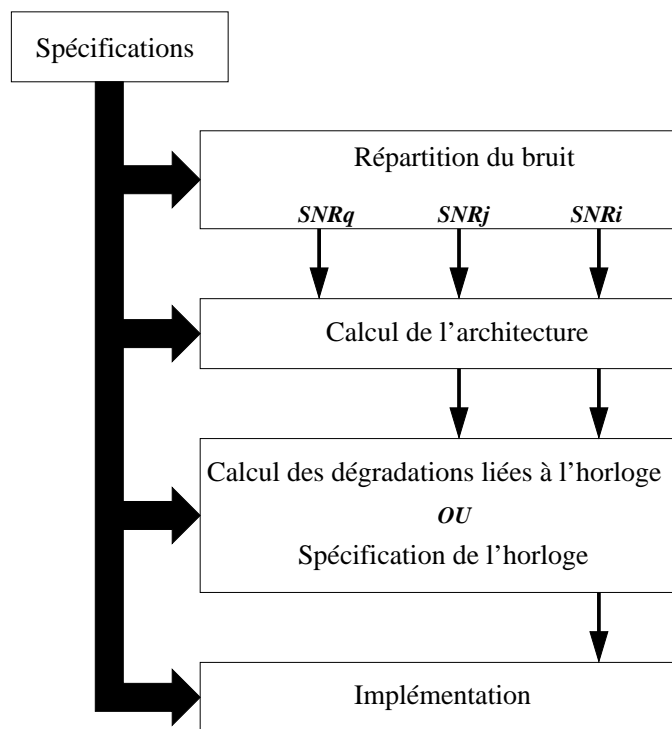 Spécifications
Répartition du bruit
SNRq SNRj SNRi
Calcul de l’architecture
Calcul des dégradations liées à l’horloge
OU
Spécification de l’horloge
Implémentation